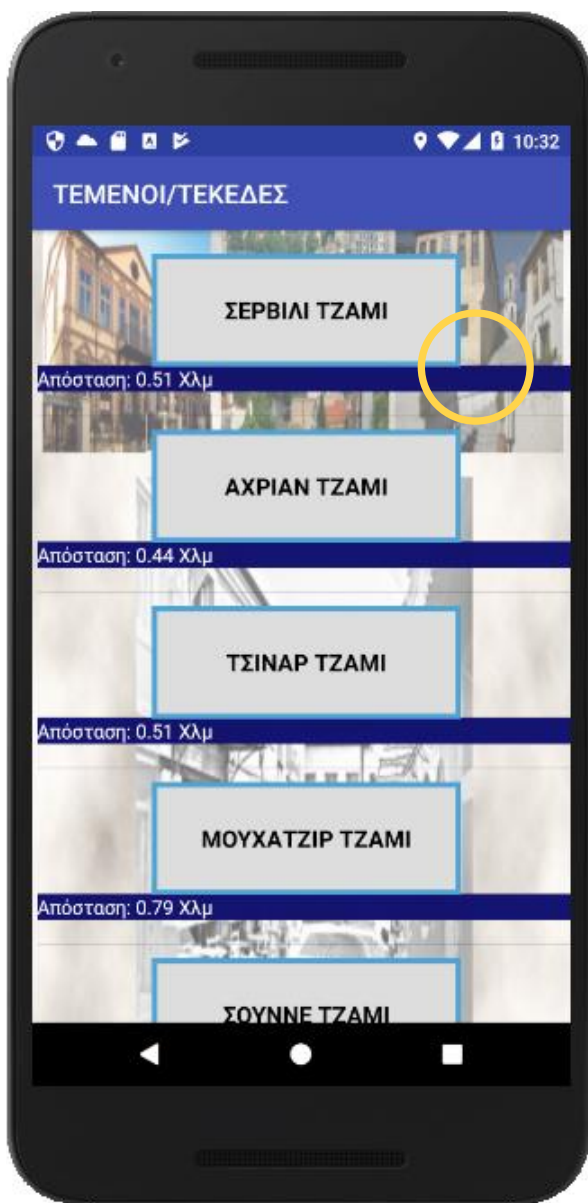 10:32
ΤΕΜΕΝΟΙ/ΤΕΚΕΔΕΣ
ΣΕΡΒΙΛΙ ΤΖΑΜΙ
Απόσταση: 0.51 Χλμ
ΑΧΡΙΑΝ ΤΖΑΜΙ
Απόσταση: 0.44 Χλμ
ΤΣΙΝΑΡ ΤΖΑΜΙ
Απόσταση: 0.51 Χλμ
ΜΟΥΧΑΤΖΙΡ ΤΖΑΜΙ
Απόσταση: 0.79 Χλμ
ΣΟΥΝΝΕ ΤΖΑΜΙ